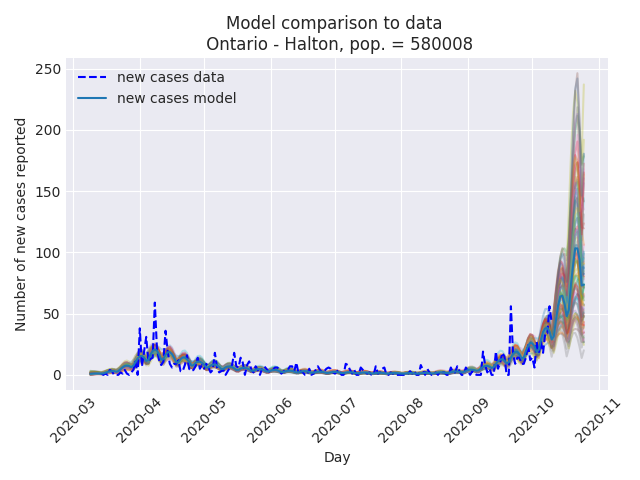 Model comparison to data
Ontario - Halton, pop. = 580008
new cases data
new cases model
Number of new cases reported
250
200
150
100
50
0
2020-03
2020-04
2020-05
2020-06
2020-07
2020-08
2020-09
2020-10
2020-11
Day